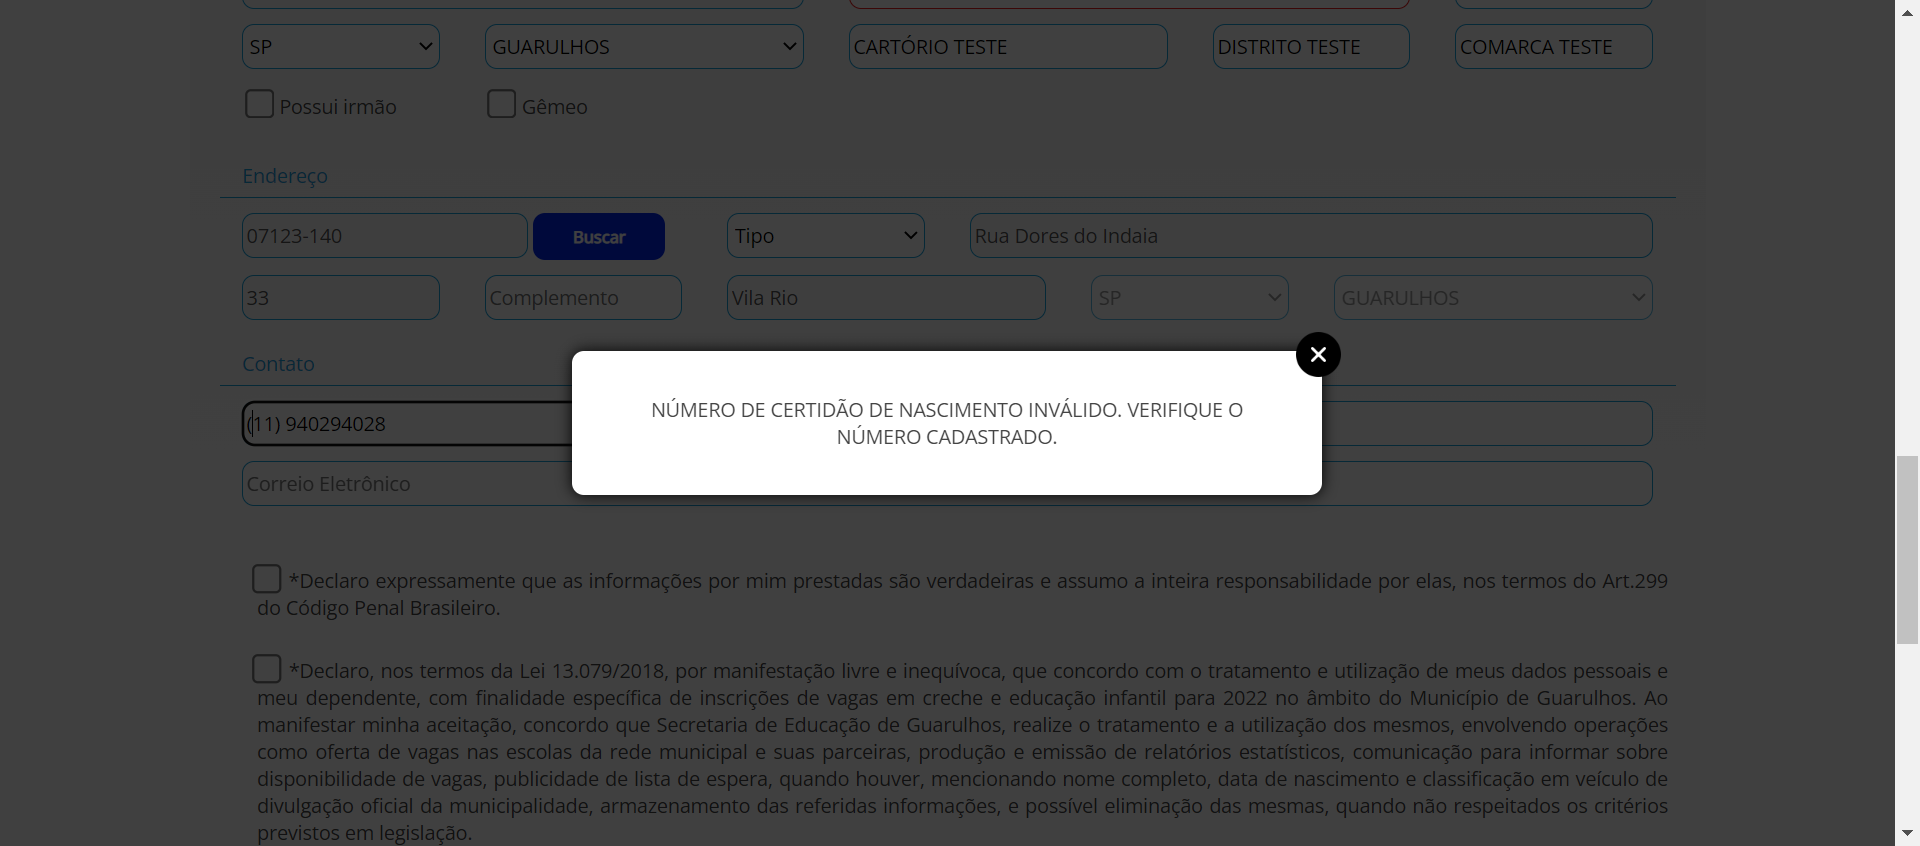 SP GUARULHOS CARTÓRIO TESTE DISTRITO TESTE COMARCA TESTE
Possui irmão Gêmeo
Endereço
07123-140 Buscar Tipo Rua Dores do Indaia
33 Complemento Vila Rio SP GUARULHOS
Contato
NÚMERO DE CERTIDÃO DE NASCIMENTO INVÁLIDO. VERIFIQUE O
NÚMERO CADASTRADO.
(11) 940294028
Correio Eletrônico
*Declaro expressamente que as informações por mim prestadas são verdadeiras e assumo a inteira responsabilidade por elas, nos termos do Art.299
do Código Penal Brasileiro.
*Declaro, nos termos da Lei 13.079/2018, por manifestação livre e inequívoca, que concordo com o tratamento e utilização de meus dados pessoais e
meu dependente, com finalidade específica de inscrições de vagas em creche e educação infantil para 2022 no âmbito do Município de Guarulhos. Ao
manifestar minha aceitação, concordo que Secretaria de Educação de Guarulhos, realize o tratamento e a utilização dos mesmos, envolvendo operações
como oferta de vagas nas escolas da rede municipal e suas parceiras, produção e emissão de relatórios estatísticos, comunicação para informar sobre
disponibilidade de vagas, publicidade de lista de espera, quando houver, mencionando nome completo, data de nascimento e classificação em veículo de
divulgação oficial da municipalidade, armazenamento das referidas informações, e possível eliminação das mesmas, quando não respeitados os critérios
previstos em legislação.